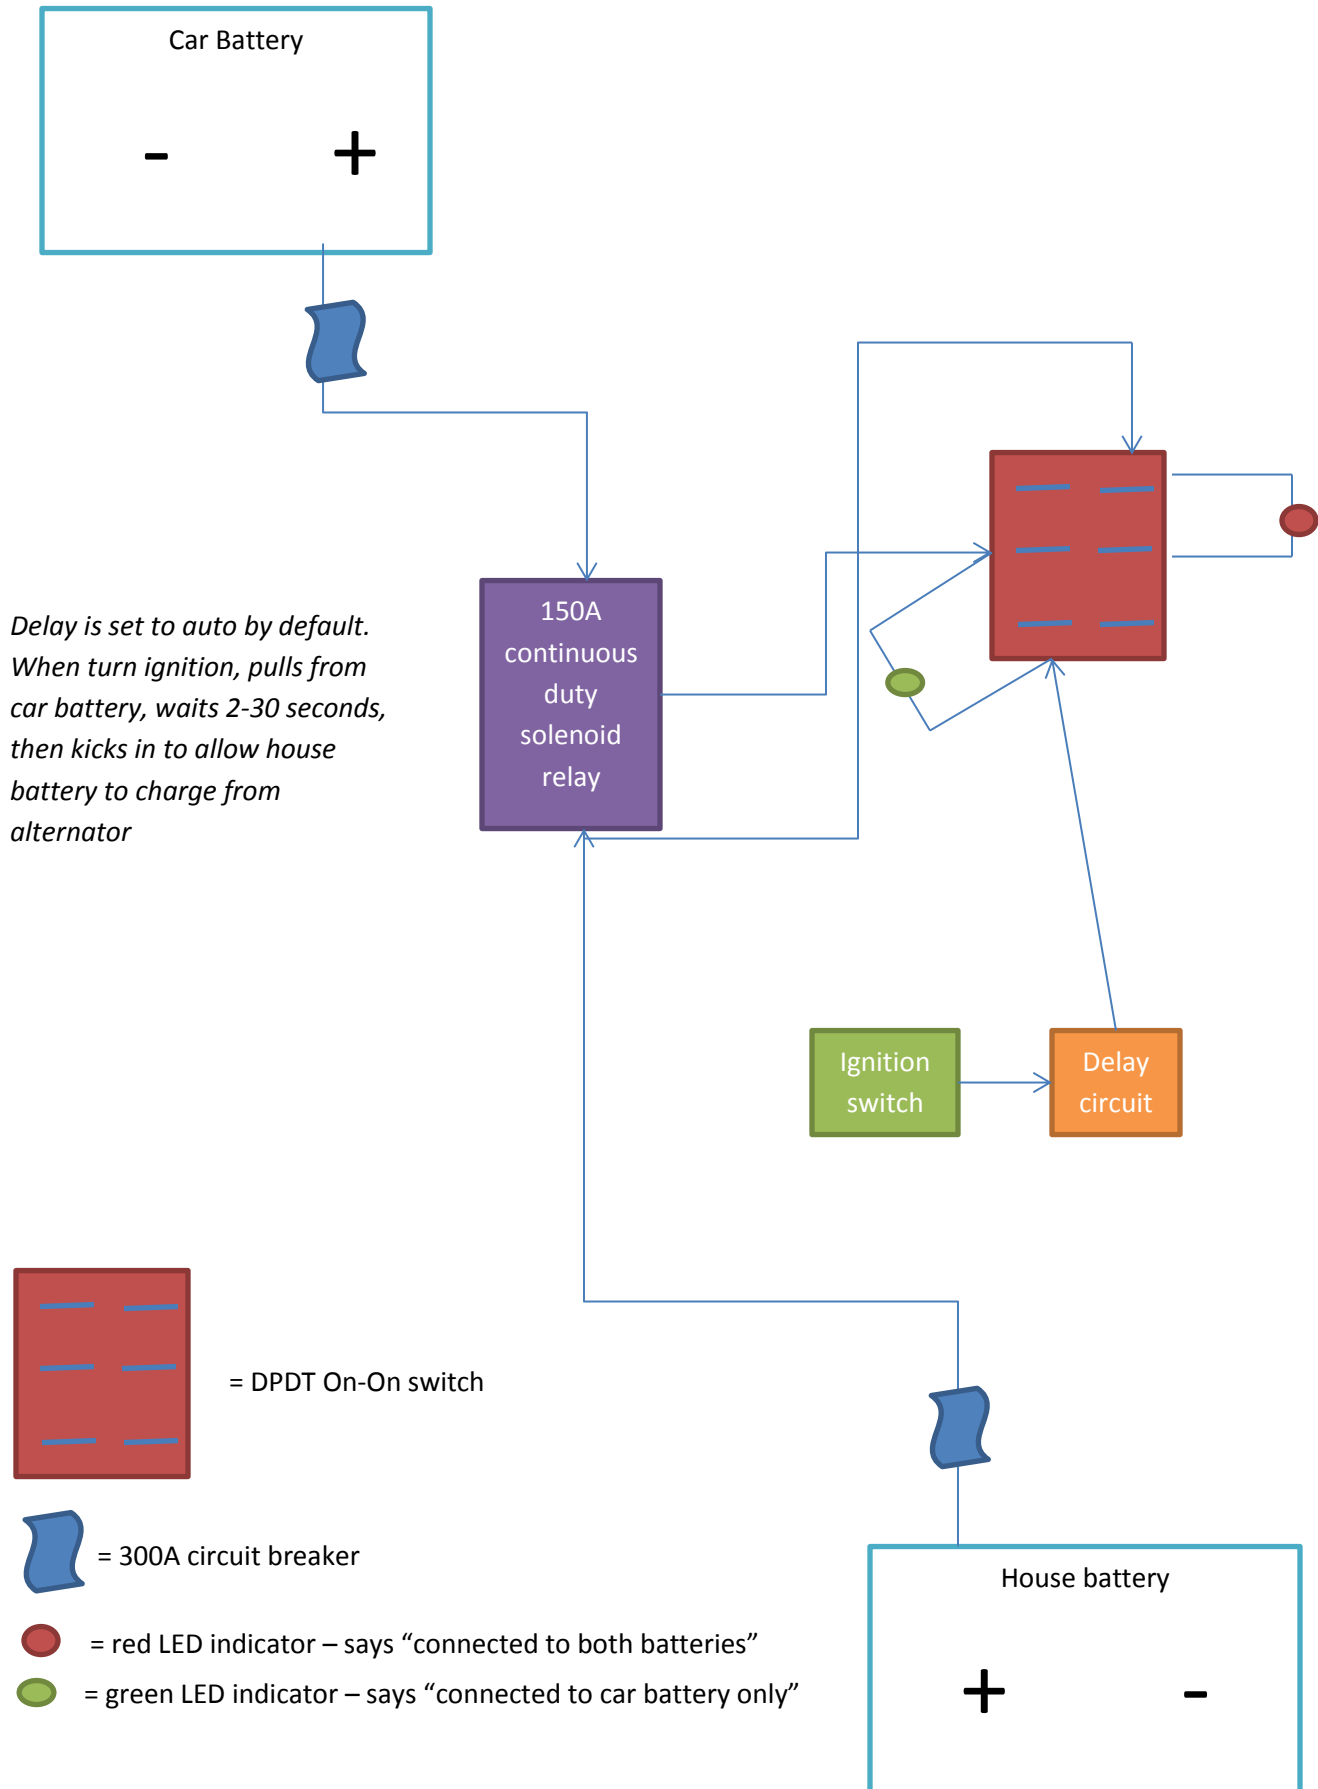 Car Battery
- +
150A
continuous
duty
solenoid
relay
Delay is set to auto by default.
When turn ignition, pulls from
car battery, waits 2-30 seconds,
then kicks in to allow house
battery to charge from
alternator
Ignition
switch
Delay
circuit
= DPDT On-On switch
= 300A circuit breaker
= red LED indicator – says “connected to both batteries”
= green LED indicator – says “connected to car battery only”
House battery
+ -